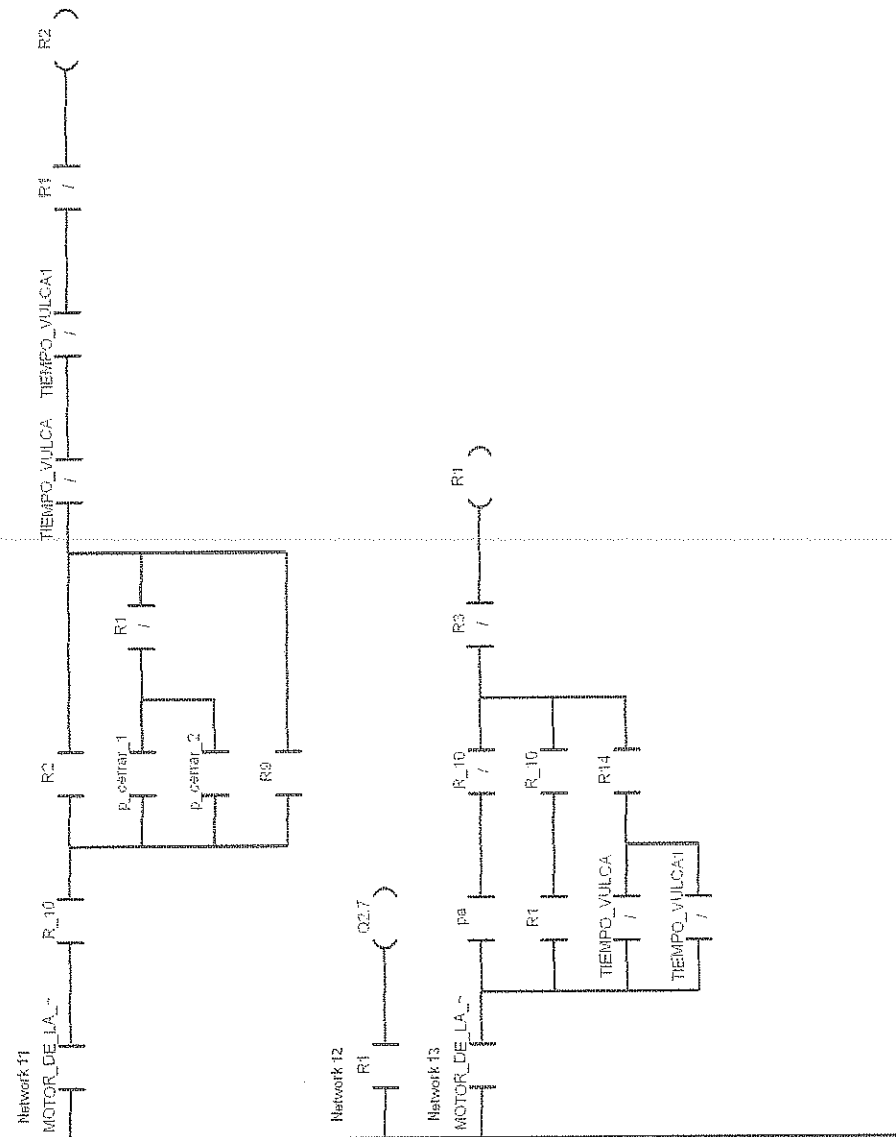 Network 11
MOTOR_DE_LA_~
R_10
R2
TIEMPO_VULCA
/
TIEMPO_VULCA1
/
R1
/
R2
p_cerrar_1
R1
/
p_cerrar_2
R9
Network 12
R1
Q2.7
Network 13
MOTOR_DE_LA_~
pa
R_10
/
R3
/
R1
R1
R_10
TIEMPO_VULCA
/
R14
TIEMPO_VULCA1
/